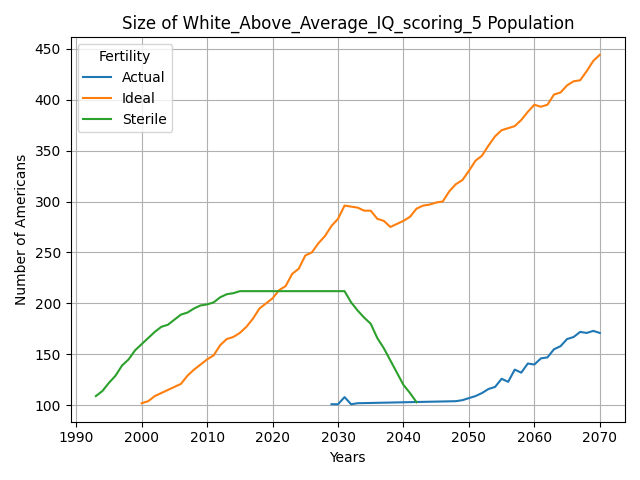 Size of White_Above_Average_IQ_scoring_5 Population
Fertility
Actual
Ideal
Sterile
Number of Americans
450
400
350
300
250
200
150
100
1990 2000 2010 2020 2030 2040 2050 2060 2070
Years